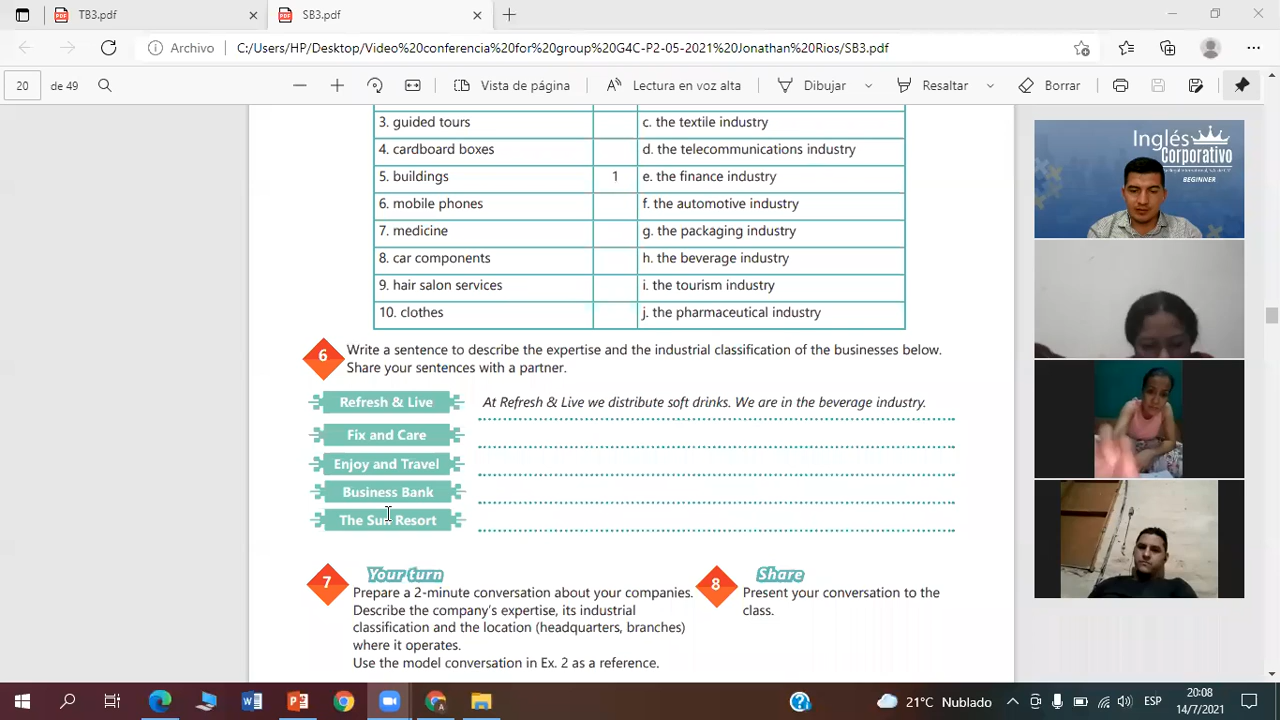 TB3.pdf
SB3.pdf
Archivo
C:/Users/HP/Desktop/Video%20conferencia%20for%20group%20G4C-P2-05-2021%20Jonathan%20Rios/SB3.pdf
20
de 49
Vista de página
Lectura en voz alta
Dibujar
Resaltar
Borrar
3. guided tours
c. the textile industry
4. cardboard boxes
d. the telecommunications industry
5. buildings
1
e. the finance industry
6. mobile phones
f. the automotive industry
7. medicine
g. the packaging industry
8. car components
h. the beverage industry
9. hair salon services
i. the tourism industry
10. clothes
j. the pharmaceutical industry
6
Write a sentence to describe the expertise and the industrial classification of the businesses below.
Share your sentences with a partner.
Refresh & Live
At Refresh & Live we distribute soft drinks. We are in the beverage industry.
Fix and Care
Enjoy and Travel
Business Bank
The Sun Resort
7
Your turn
Prepare a 2-minute conversation about your companies.
Describe the company's expertise, its industrial
classification and the location (headquarters, branches)
where it operates.
Use the model conversation in Ex. 2 as a reference.
8
Share
Present your conversation to the
class.
Inglés
Corporativo
BEGINNER
21°C Nublado
ESP
20:08
14/7/2021